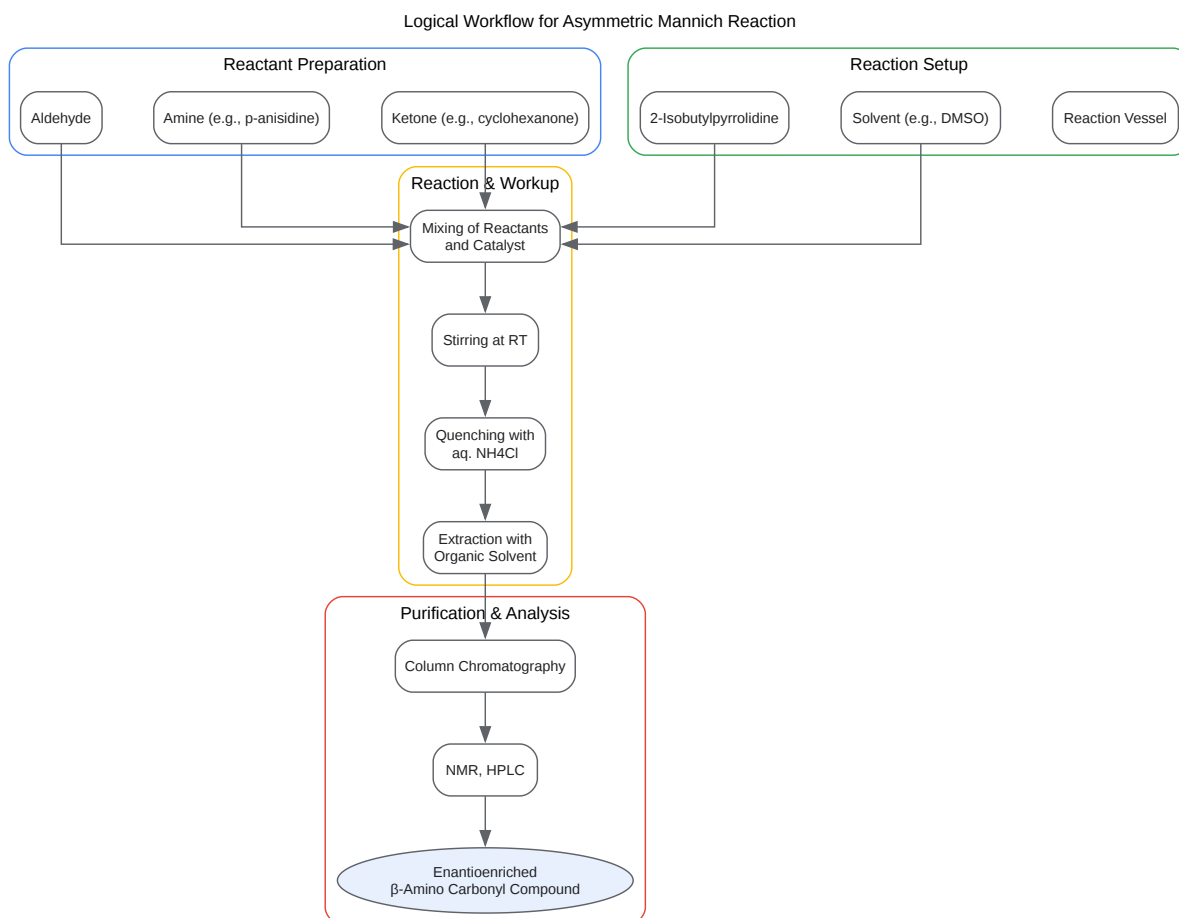 Logical Workflow for Asymmetric Mannich Reaction
Reactant Preparation
Reaction Setup
Aldehyde
Amine (e.g., p-anisidine)
Ketone (e.g., cyclohexanone)
2-Isobutylpyrrolidine
Solvent (e.g., DMSO)
Reaction Vessel
Reaction & Workup
Mixing of Reactants
and Catalyst
Stirring at RT
Quenching with
aq. NH4Cl
Extraction with
Organic Solvent
Purification & Analysis
Column Chromatography
NMR, HPLC
Enantioenriched
β-Amino Carbonyl Compound